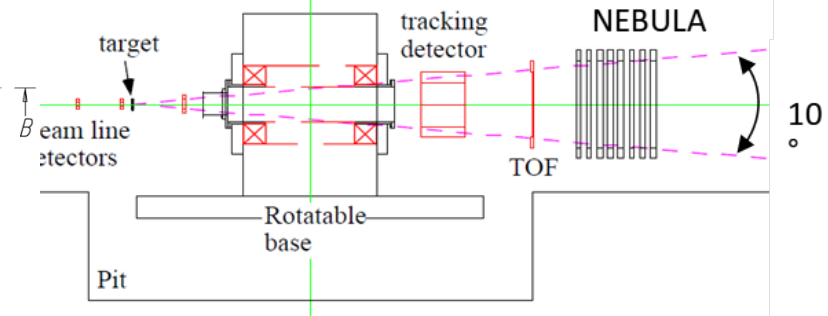 NEBULA
tracking
detector
target
B
eam line
etectors
10
°
TOF
Rotatable
base
Pit